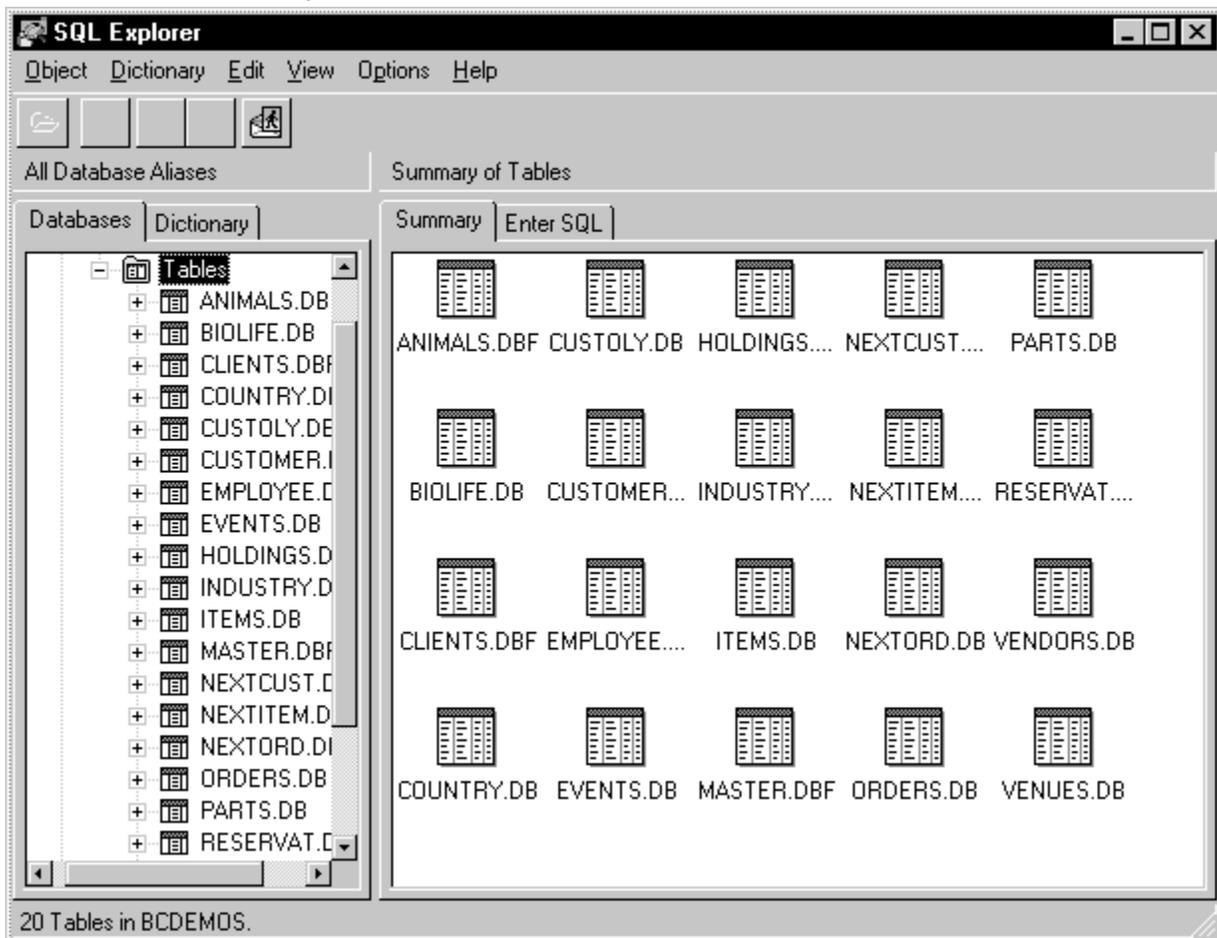 SQL Explorer
Object Dictionary Edit View Options Help
All Database Aliases
Summary of Tables
Databases Dictionary
Summary Enter SQL
Tables
ANIMALS.DB
BIOLIFE.DB
CLIENTS.DBF
COUNTRY.DI
CUSTOLY.DE
CUSTOMER.I
EMPLOYEE.D
EVENTS.DB
HOLDINGS.D
INDUSTRY.D
ITEMS.DB
MASTER.DBF
NEXTCUST.D
NEXTITEM.D
NEXTORD.DI
ORDERS.DB
PARTS.DB
RESERVAT.D
ANIMALS.DBF CUSTOLY.DB HOLDINGS.... NEXTCUST.... PARTS.DB
BIOLIFE.DB CUSTOMER... INDUSTRY.... NEXTITEM.... RESERVAT....
CLIENTS.DBF EMPLOYEE.... ITEMS.DB NEXTORD.DB VENDORS.DB
COUNTRY.DB EVENTS.DB MASTER.DBF ORDERS.DB VENUES.DB
20 Tables in BCDEMOS.